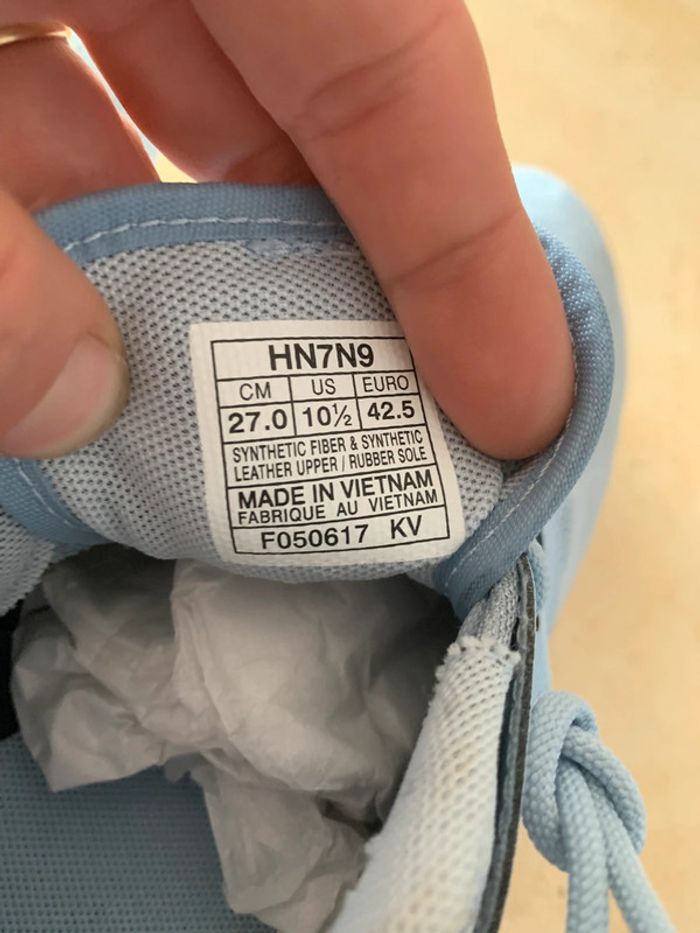 HN7N9
CM US EURO
27.0 10½ 42.5
SYNTHETIC FIBER & SYNTHETIC
LEATHER UPPER / RUBBER SOLE
MADE IN VIETNAM
FABRIQUE AU VIETNAM
F050617 KV